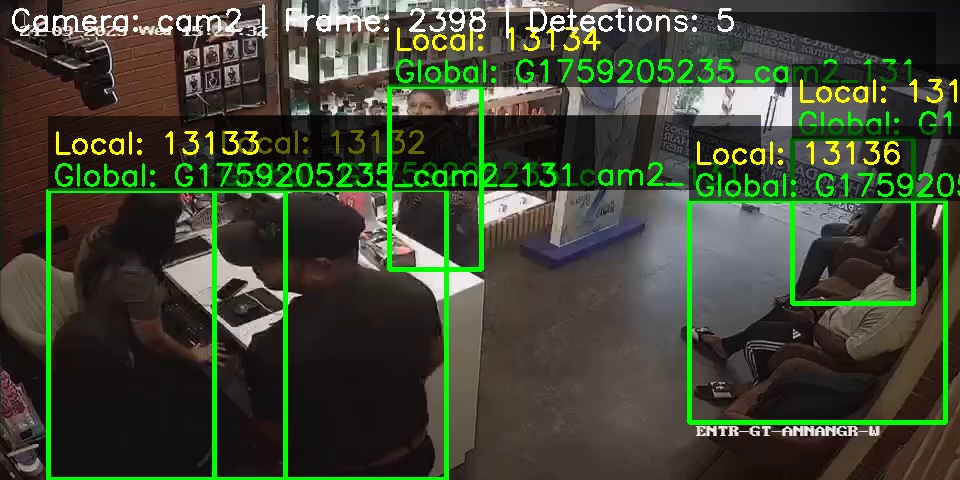 Camera: cam2 | Frame: 2398 | Detections: 5
Local: 13134
Global: G1759205235_cam2_131
Local: 131
Global: G1
Local: 13133
Local: 13132
Global: G1759205235_cam2_131
cam2_
Local: 13136
Global: G175920
ENTR-GT-ANNANGR-W